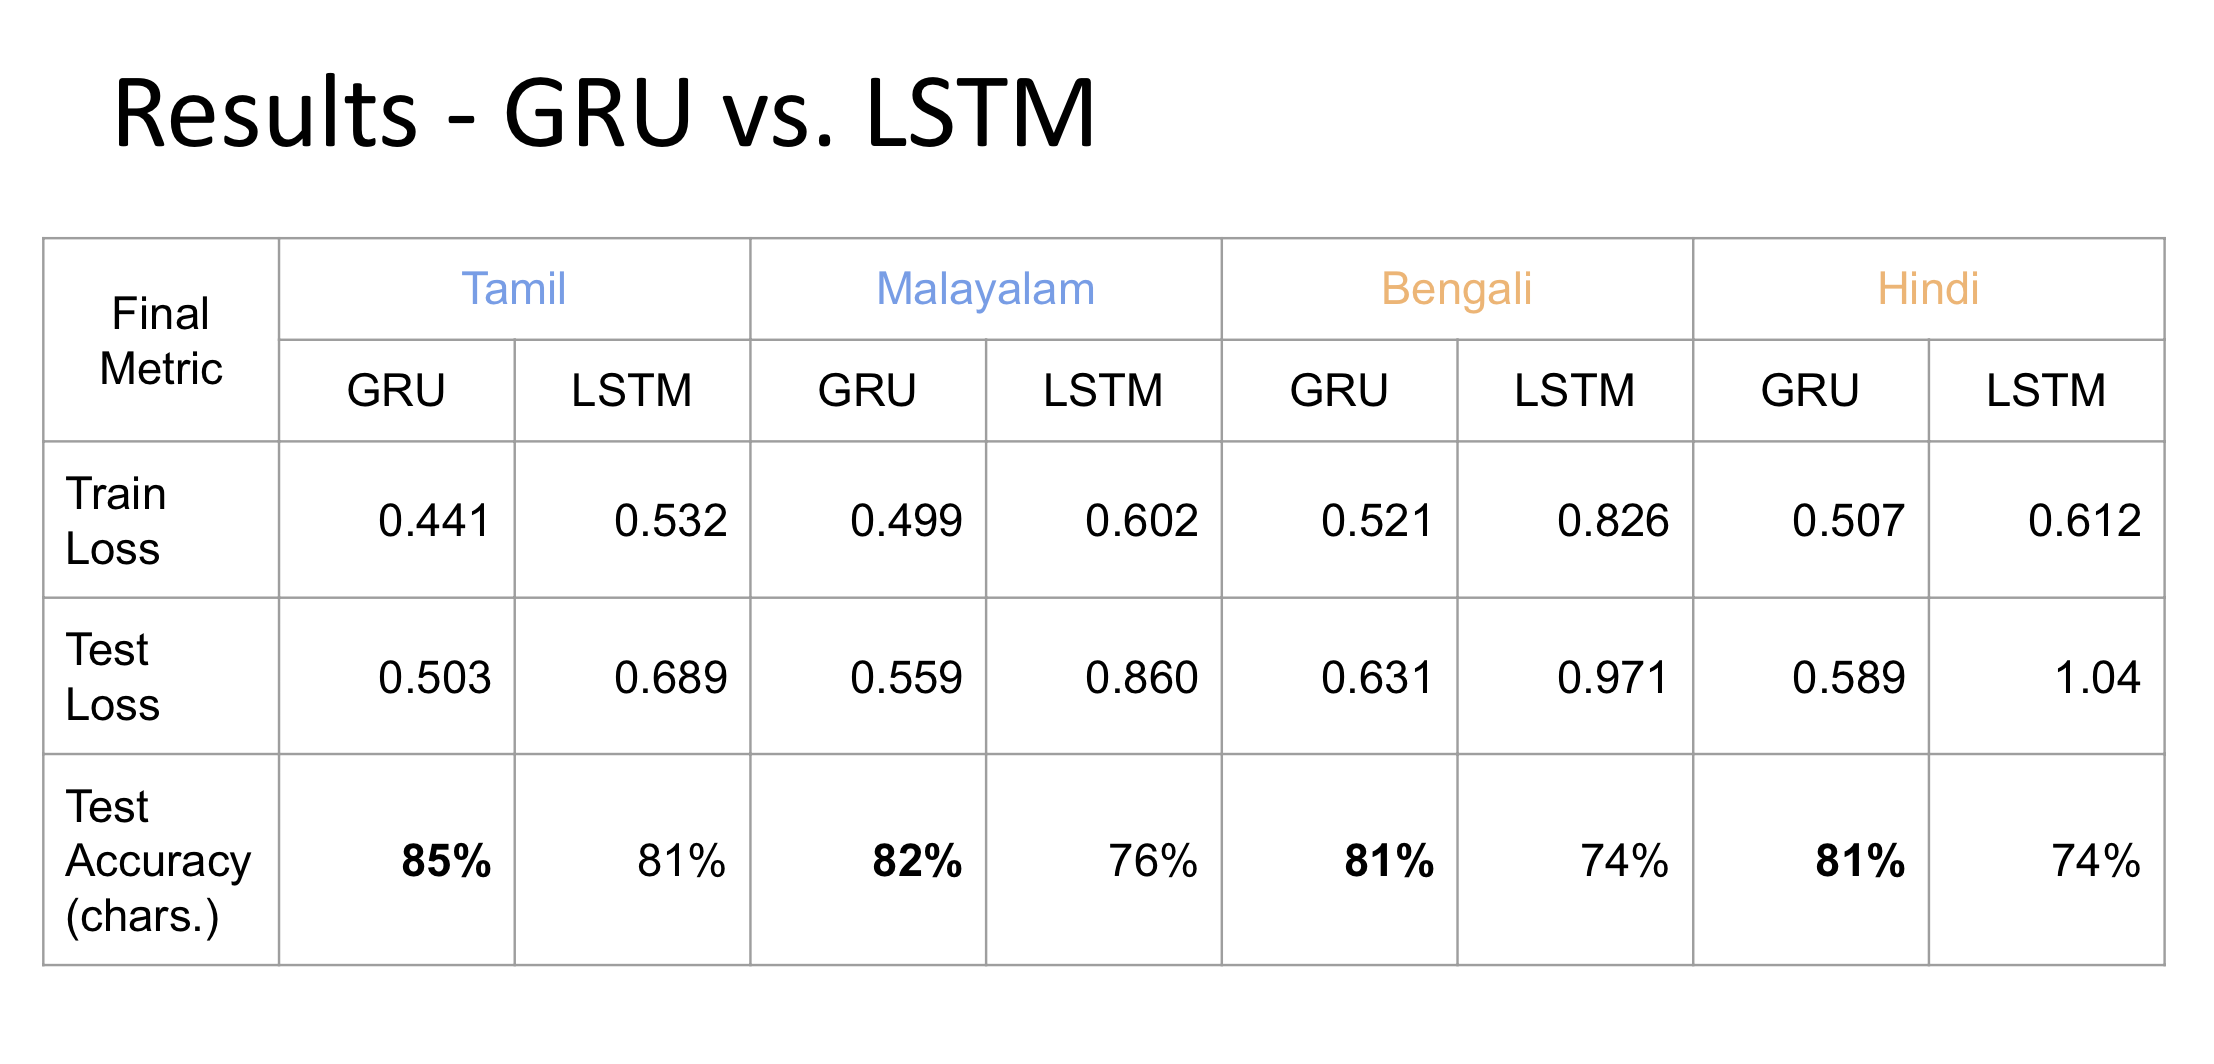 Results - GRU vs. LSTM
Final
Metric
Tamil Malayalam Bengali Hindi
GRU LSTM GRU LSTM GRU LSTM GRU LSTM
Train
Loss
0.441 0.532 0.499 0.602 0.521 0.826 0.507 0.612
Test
Loss
0.503 0.689 0.559 0.860 0.631 0.971 0.589 1.04
Test
Accuracy
(chars.)
85% 81% 82% 76% 81% 74% 81% 74%